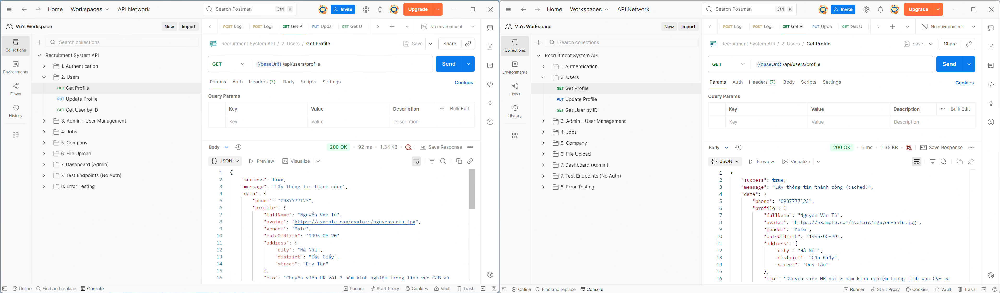 Home Workspaces API Network Search Postman Ctrl K Invite Upgrade
Vu's Workspace New Import POST Logi POST Logi GET Get P PUT Updat GET Get U No environment
Collections
Environments
Flows
History
Search collections
Recruitment System API
1. Authentication
2. Users
GET Get Profile
PUT Update Profile
GET Get User by ID
3. Admin - User Management
4. Jobs
5. Company
6. File Upload
7. Dashboard (Admin)
7. Test Endpoints (No Auth)
8. Error Testing
HTTP Recruitment System API / 2. Users / Get Profile Save Share
GET {{baseUrl}} /api/users/profile Send
Params Auth Headers (7) Body Scripts Settings Cookies
Query Params
Key Value Description Bulk Edit
Key Value Description
Body 200 OK • 92 ms • 1.34 KB • e.g. Save Response
{} JSON Preview Visualize
1 {
2 "success": true,
3 "message": "Lấy thông tin thành công",
4 "data": {
5 "phone": "0987777123",
6 "profile": {
7 "fullName": "Nguyễn Văn Tú",
8 "avatar": "https://example.com/avatars/nguyenvantu.jpg",
9 "gender": "Male",
10 "dateOfBirth": "1995-05-20",
11 "address": {
12 "city": "Hà Nội",
13 "district": "Cầu Giấy",
14 "street": "Duy Tân"
15 },
16 "bio": "Chuyên viên HR với 3 năm kinh nghiệm trong lĩnh vực C&B và
Online Find and replace Console Runner Start Proxy Cookies Vault Trash
Home Workspaces API Network Search Postman Ctrl K Invite Upgrade
Vu's Workspace New Import POST Logi POST Logi GET Get P PUT Updat GET Get U No environment
Collections
Environments
Flows
History
Search collections
Recruitment System API
1. Authentication
2. Users
GET Get Profile
PUT Update Profile
GET Get User by ID
3. Admin - User Management
4. Jobs
5. Company
6. File Upload
7. Dashboard (Admin)
7. Test Endpoints (No Auth)
8. Error Testing
HTTP Recruitment System API / 2. Users / Get Profile Save Share
GET {{baseUrl}} /api/users/profile Send
Params Auth Headers (7) Body Scripts Settings Cookies
Query Params
Key Value Description Bulk Edit
Key Value Description
Body 200 OK • 6 ms • 1.35 KB • e.g. Save Response
{} JSON Preview Visualize
1 {
2 "success": true,
3 "message": "Lấy thông tin thành công (cached)",
4 "data": {
5 "phone": "0987777123",
6 "profile": {
7 "fullName": "Nguyễn Văn Tú",
8 "avatar": "https://example.com/avatars/nguyenvantu.jpg",
9 "gender": "Male",
10 "dateOfBirth": "1995-05-20",
11 "address": {
12 "city": "Hà Nội",
13 "district": "Cầu Giấy",
14 "street": "Duy Tân"
15 },
16 "bio": "Chuyên viên HR với 3 năm kinh nghiệm trong lĩnh vực C&B và
Online Find and replace Console Runner Start Proxy Cookies Vault Trash